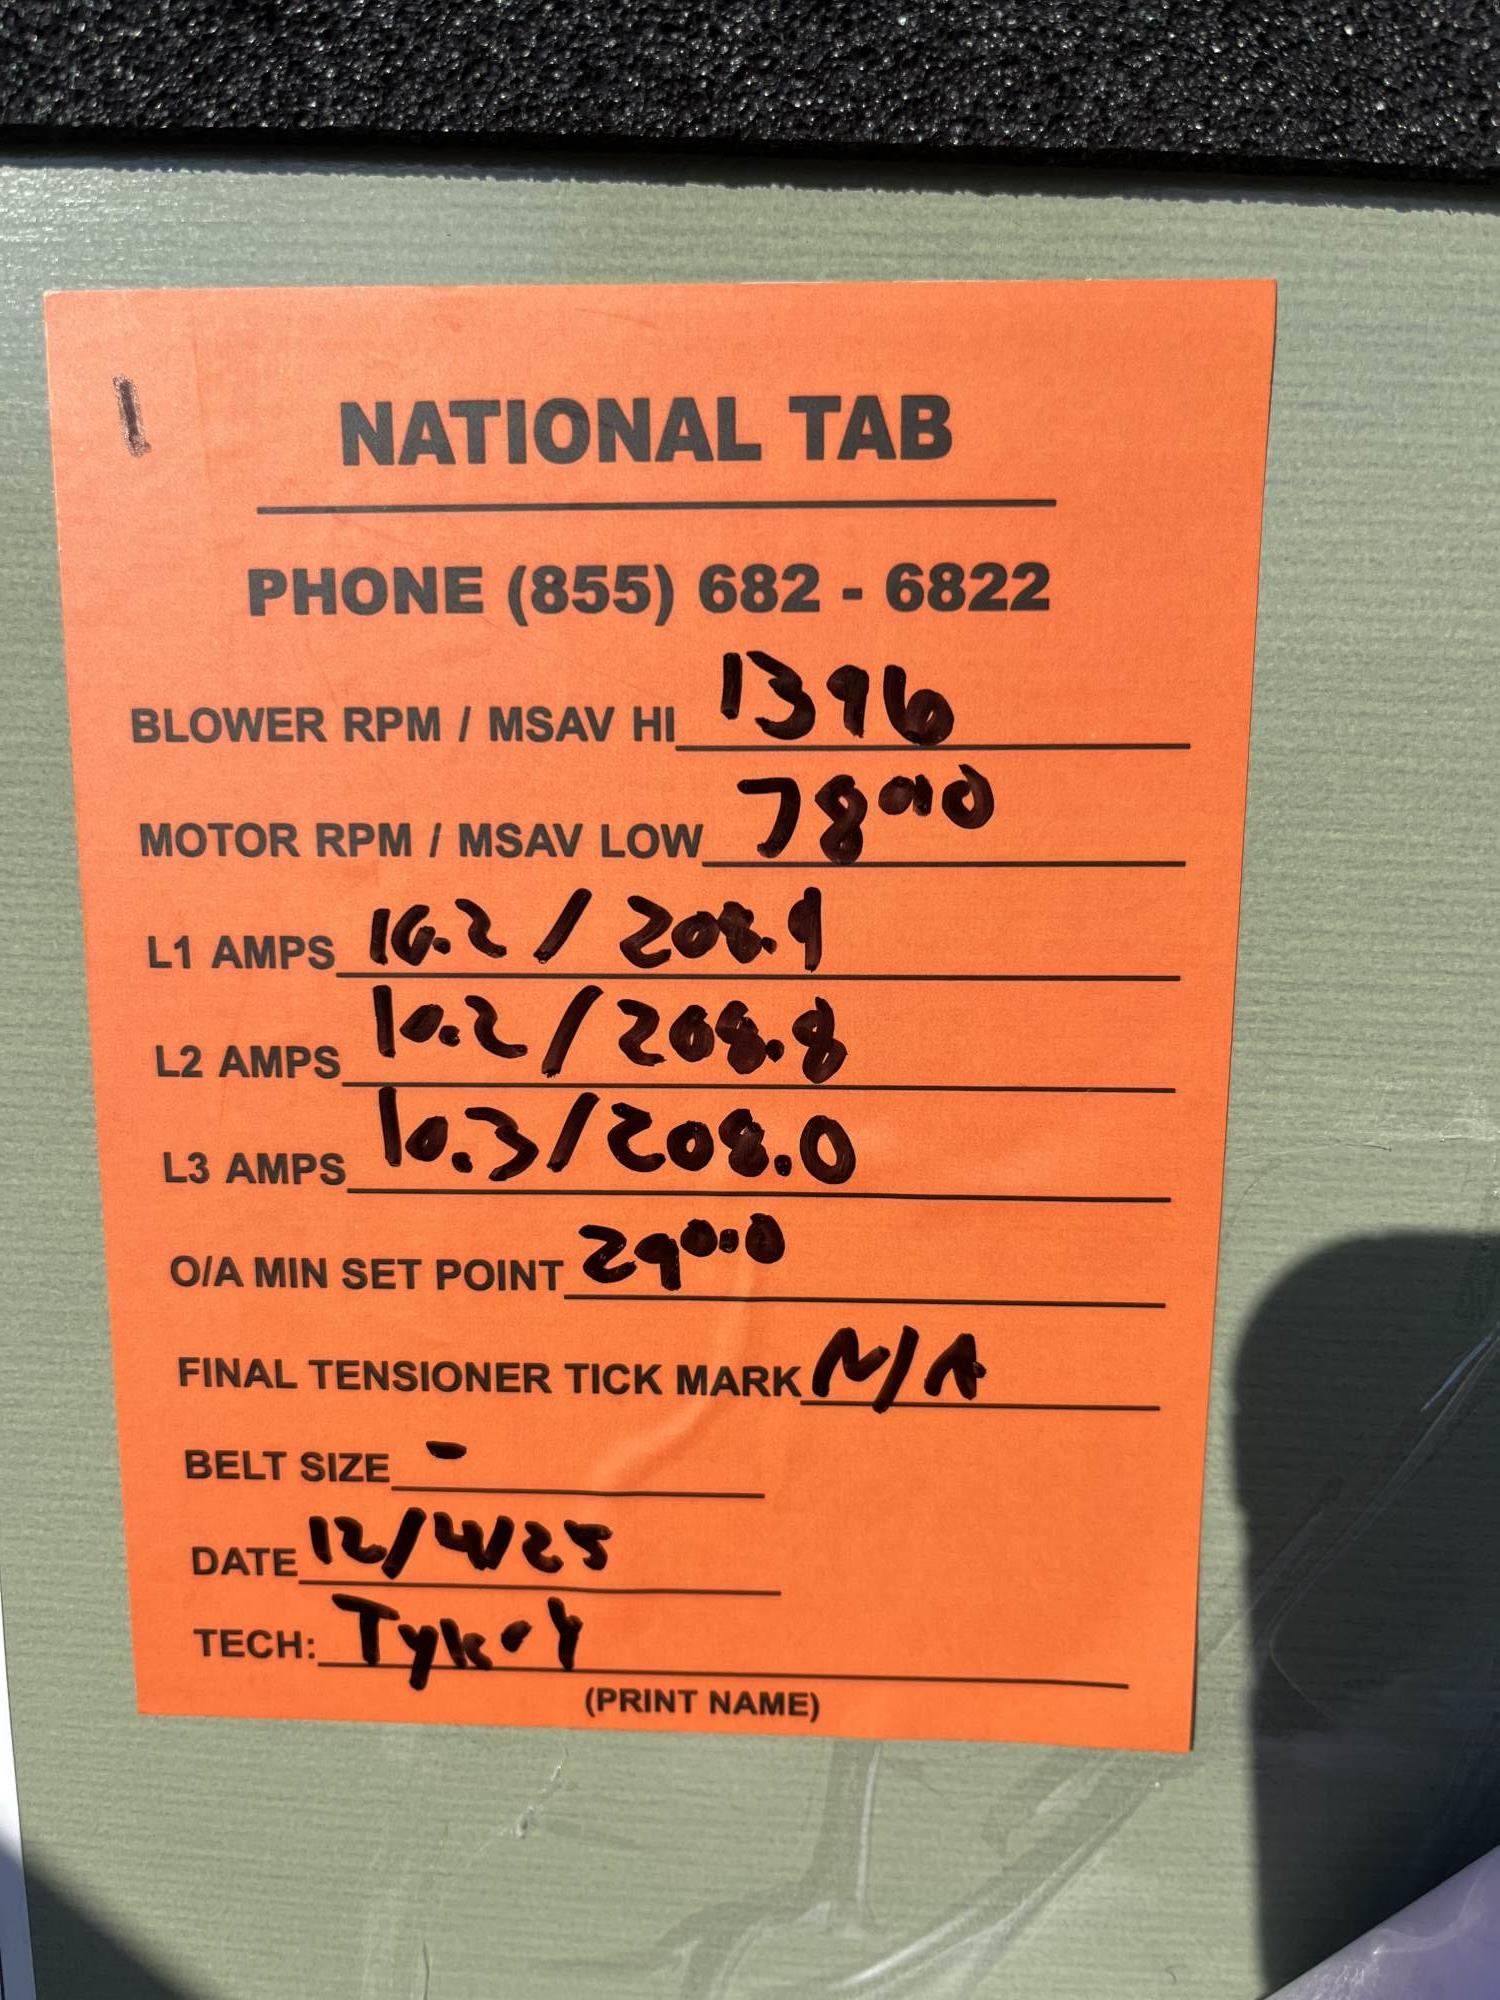 1
NATIONAL TAB
PHONE (855) 682 - 6822
BLOWER RPM / MSAV HI 1396
MOTOR RPM / MSAV LOW
L1 AMPS 10.2 / 208.9
L2 AMPS 10.2 / 208.8
L3 AMPS 10.3 / 208.0
O/A MIN SET POINT
FINAL TENSIONER TICK MARK N/A
BELT SIZE -
DATE 12/4/25
TECH:
(PRINT NAME)